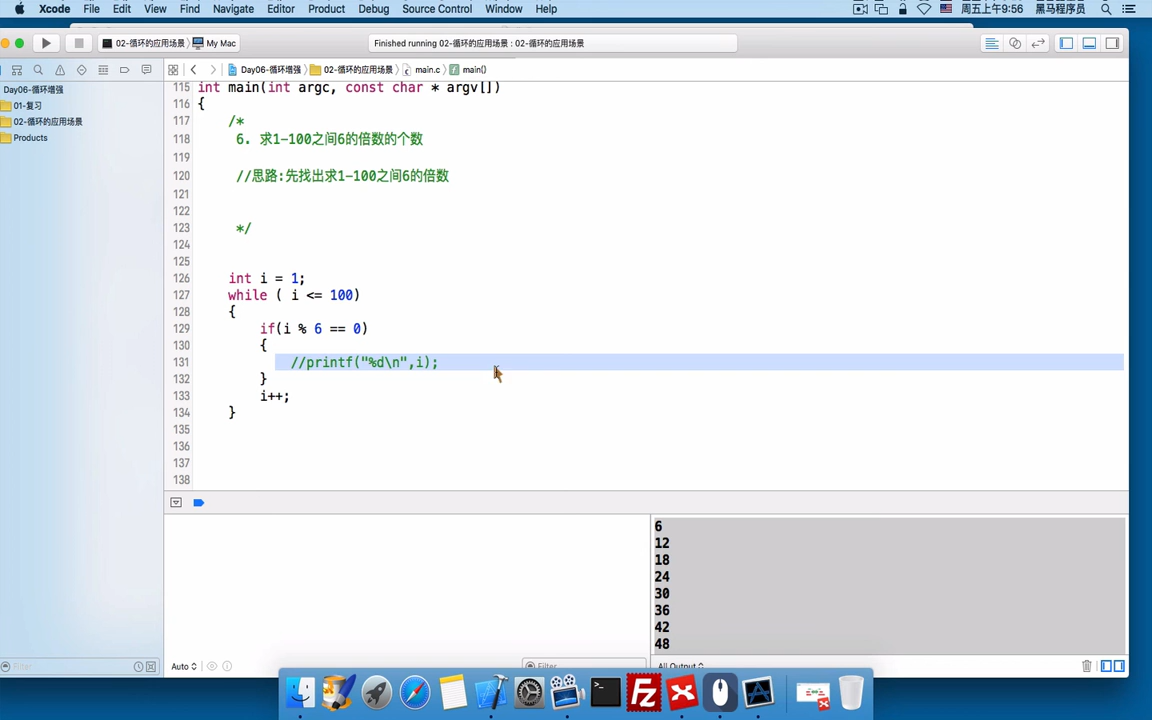 Xcode File Edit View Find Navigate Editor Product Debug Source Control Window Help 周五上午9:56 黑马程序员
02-循环的应用场景 My Mac Finished running 02-循环的应用场景 : 02-循环的应用场景
Day06-循环增强 02-循环的应用场景 main.c main()
Day06-循环增强
01-复习
02-循环的应用场景
Products
115 int main(int argc, const char * argv[])
116 {
117 /*
118 6. 求1-100之间6的倍数的个数
119
120 //思路:先找出求1-100之间6的倍数
121
122
123 */
124
125
126 int i = 1;
127 while ( i <= 100)
128 {
129 if(i % 6 == 0)
130 {
131 //printf("%d\n",i);
132 }
133 i++;
134 }
135
136
137
138
6
12
18
24
30
36
42
48
Filter Auto Filter All Output